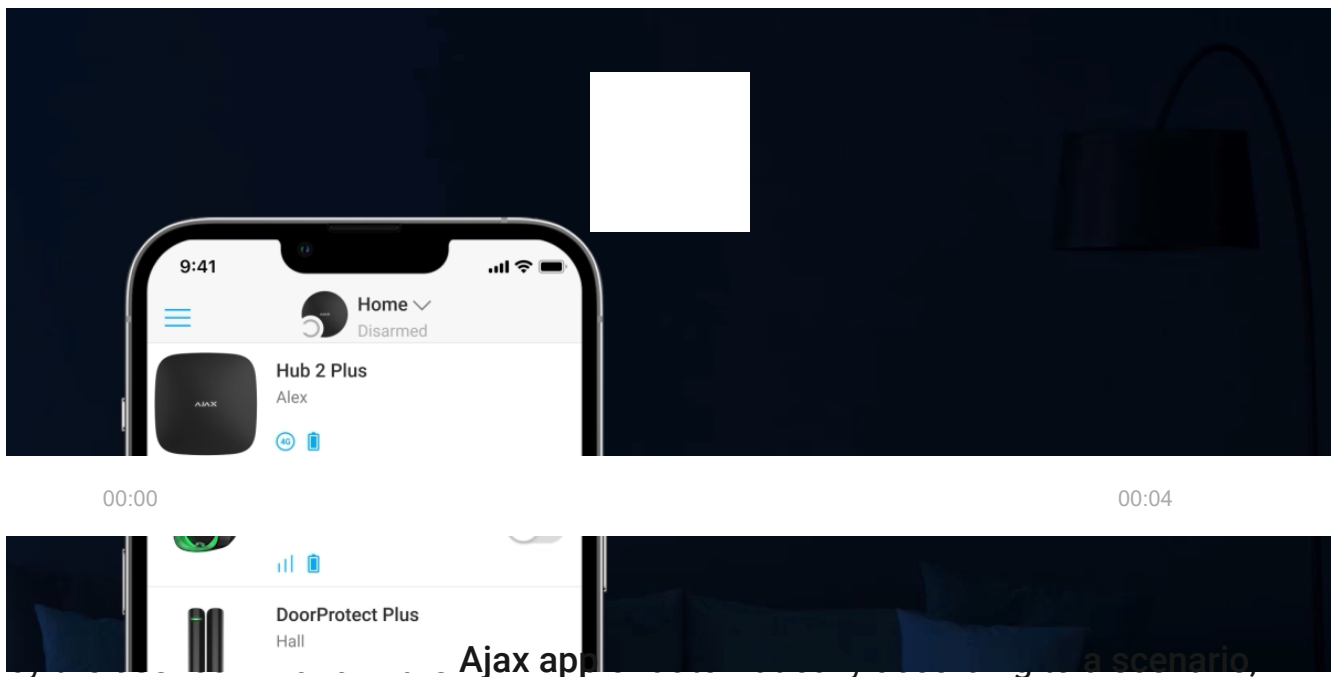 9:41
Home
Disarmed
AJAX
Hub 2 Plus
Alex
4G
00:00
00:04
DoorProtect Plus
Hall
Ajax app a scenario,